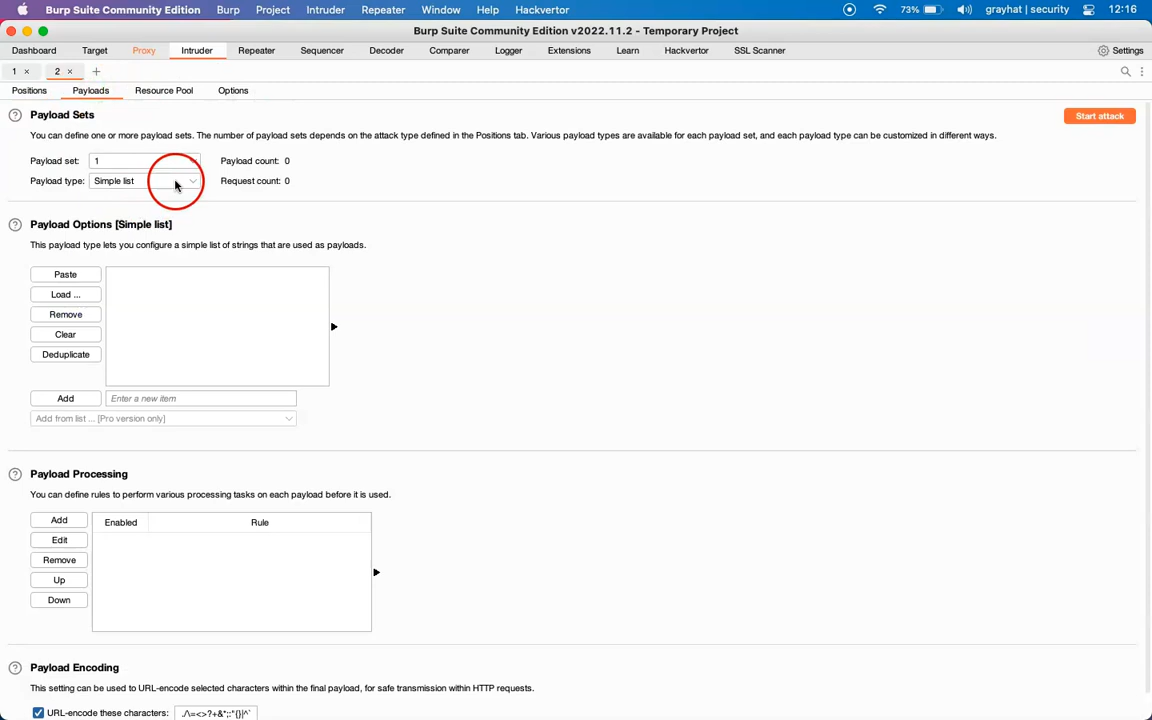 Burp Suite Community Edition Burp Project Intruder Repeater Window Help Hackvertor 73% grayhat | security 12:16
Burp Suite Community Edition v2022.11.2 - Temporary Project
Dashboard Target Proxy Intruder Repeater Sequencer Decoder Comparer Logger Extensions Learn Hackvertor SSL Scanner Settings
1 × 2 × +
Positions Payloads Resource Pool Options
? Payload Sets Start attack
You can define one or more payload sets. The number of payload sets depends on the attack type defined in the Positions tab. Various payload types are available for each payload set, and each payload type can be customized in different ways.
Payload set: 1 Payload count: 0
Payload type: Simple list Request count: 0
? Payload Options [Simple list]
This payload type lets you configure a simple list of strings that are used as payloads.
Paste
Load ...
Remove
Clear
Deduplicate
Add Enter a new item
Add from list ... [Pro version only]
? Payload Processing
You can define rules to perform various processing tasks on each payload before it is used.
Add Enabled Rule
Edit
Remove
Up
Down
? Payload Encoding
This setting can be used to URL-encode selected characters within the final payload, for safe transmission within HTTP requests.
URL-encode these characters: ./\=<>?+&*;:"{}|^`